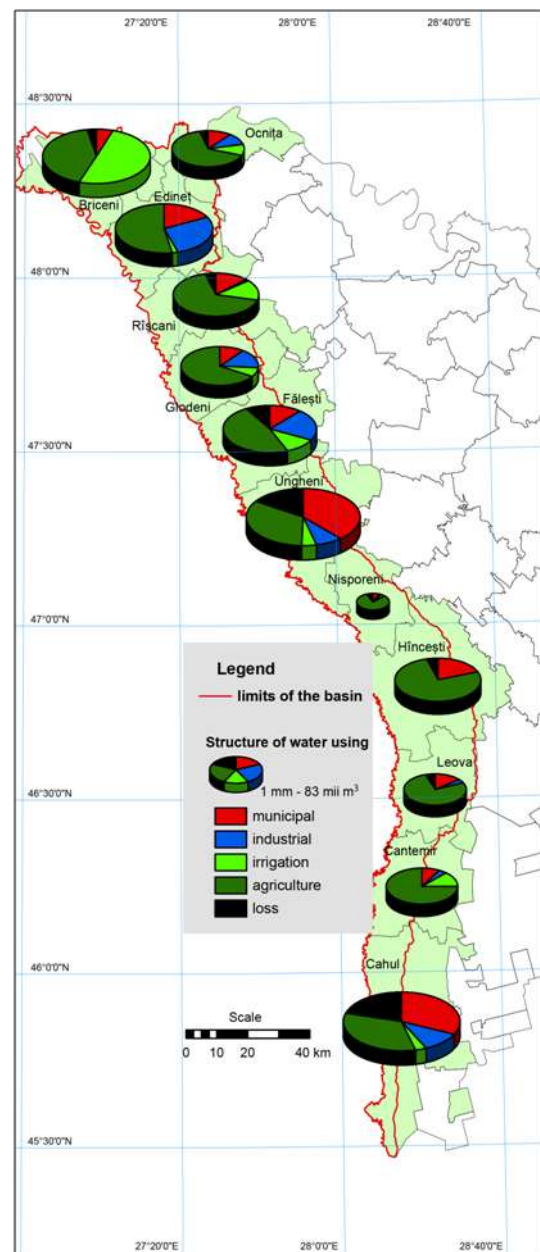 27°20'0"E 28°0'0"E 28°40'0"E
48°30'0"N
Ocnița
Briceni
Edineț
48°0'0"N
Rîșcani
Glodeni
Fălești
47°30'0"N
Ungheni
Nisporeni
47°0'0"N
Hîncești
Legend
limits of the basin
Structure of water using
1 mm - 83 mii m³
municipal
industrial
irrigation
agriculture
loss
Leova
46°30'0"N
Cantemir
46°0'0"N
Cahul
Scale
0 10 20 40 km
45°30'0"N
27°20'0"E 28°0'0"E 28°40'0"E